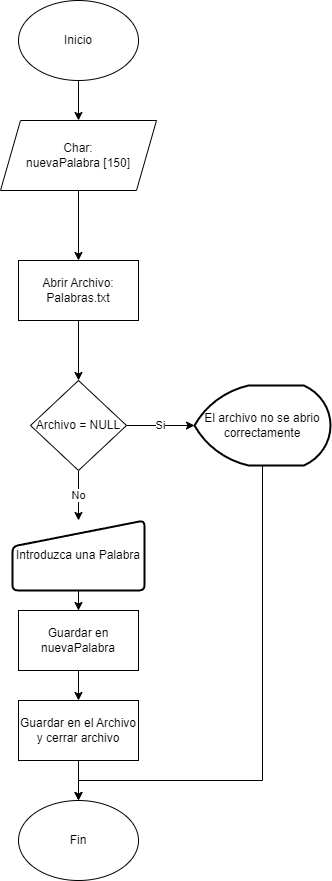 Inicio
Char:
nuevaPalabra [150]
Abrir Archivo:
Palabras.txt
Archivo = NULL
Si
El archivo no se abrio
correctamente
No
Introduzca una Palabra
Guardar en
nuevaPalabra
Guardar en el Archivo
y cerrar archivo
Fin